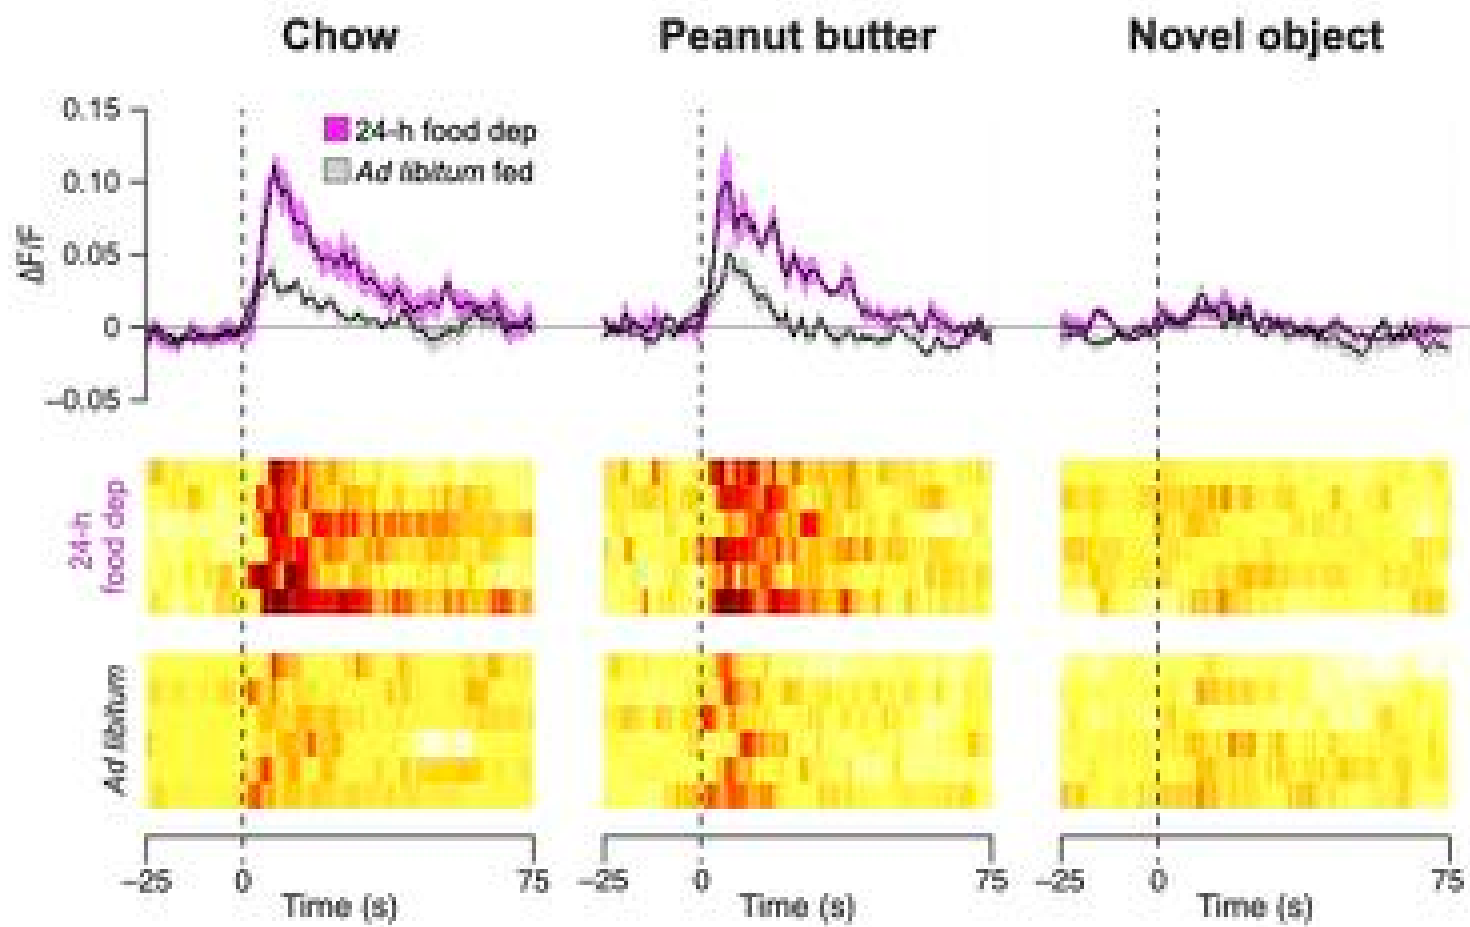 Chow
Peanut butter
Novel object
0.15
0.10
0.05
0
–0.05
ΔF/F
24-h food dep
Ad libitum fed
24-h
food dep
Ad libitum
–25 0 75
–25 0 75
–25 0 75
Time (s)
Time (s)
Time (s)